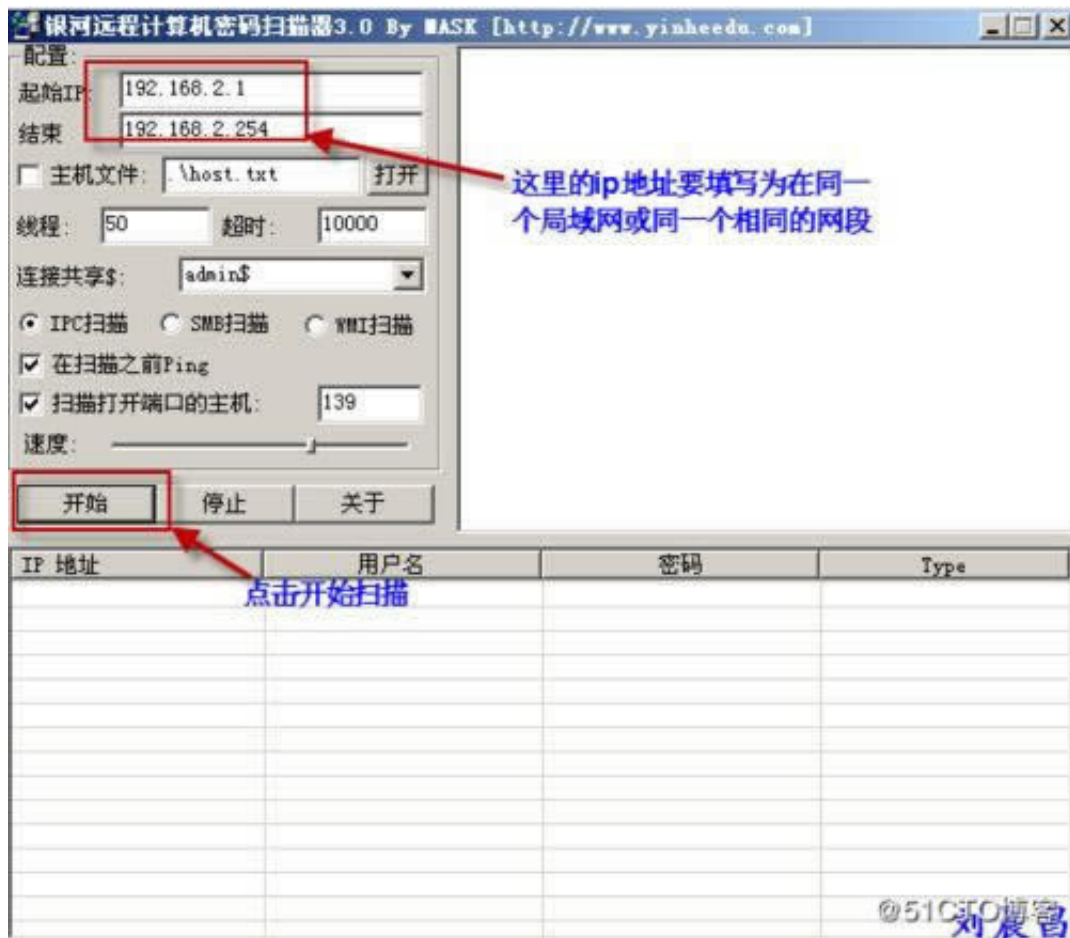 银河远程计算机密码扫描器3.0 By MASK [http://www.yinheedu.com]
配置:
起始IP: 192.168.2.1
结束 192.168.2.254
主机文件: .\host.txt 打开
这里的ip地址要填写为在同一
个局域网或同一个相同的网段
线程: 50 超时: 10000
连接共享$: admin$
IPC扫描 SMB扫描 WMI扫描
在扫描之前Ping
扫描打开端口的主机: 139
速度:
开始 停止 关于
IP 地址 用户名 密码 Type
点击开始扫描
@51CTO博客
刘晨昌